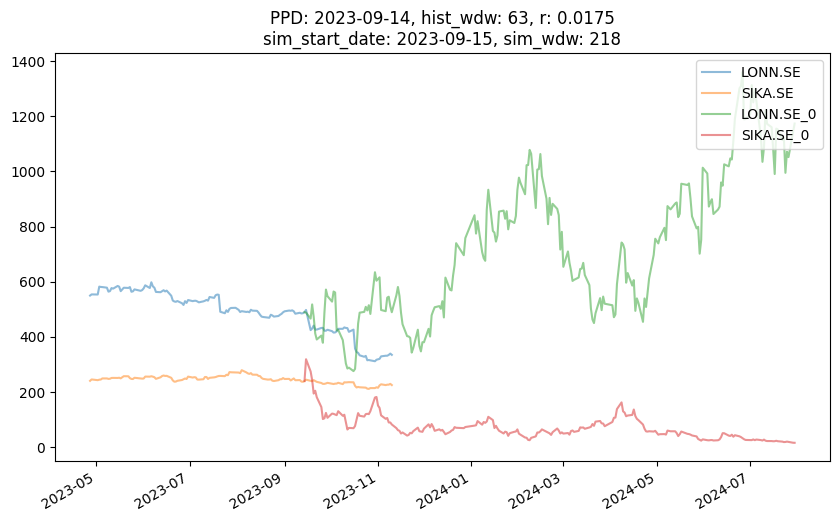 PPD: 2023-09-14, hist_wdw: 63, r: 0.0175
sim_start_date: 2023-09-15, sim_wdw: 218
1400
1200
1000
800
600
400
200
0
LONN.SE
SIKA.SE
LONN.SE_0
SIKA.SE_0
2023-05
2023-07
2023-09
2023-11
2024-01
2024-03
2024-05
2024-07